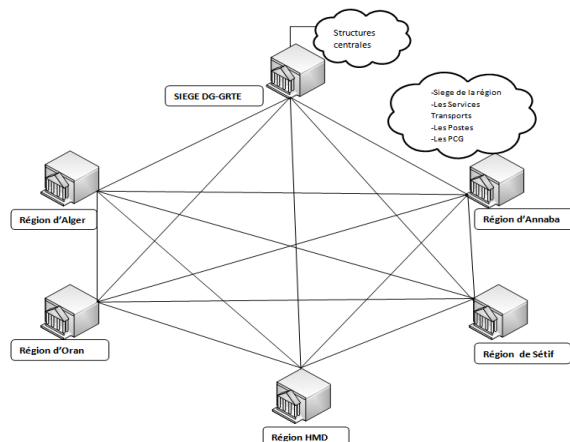 Structures
centrales
SIEGE DG-GRTE
-Siege de la région
-Les Services
Transports
-Les Postes
-Les PCG
Région d'Alger
Région d'Annaba
Région d'Oran
Région de Sétif
Région HMD